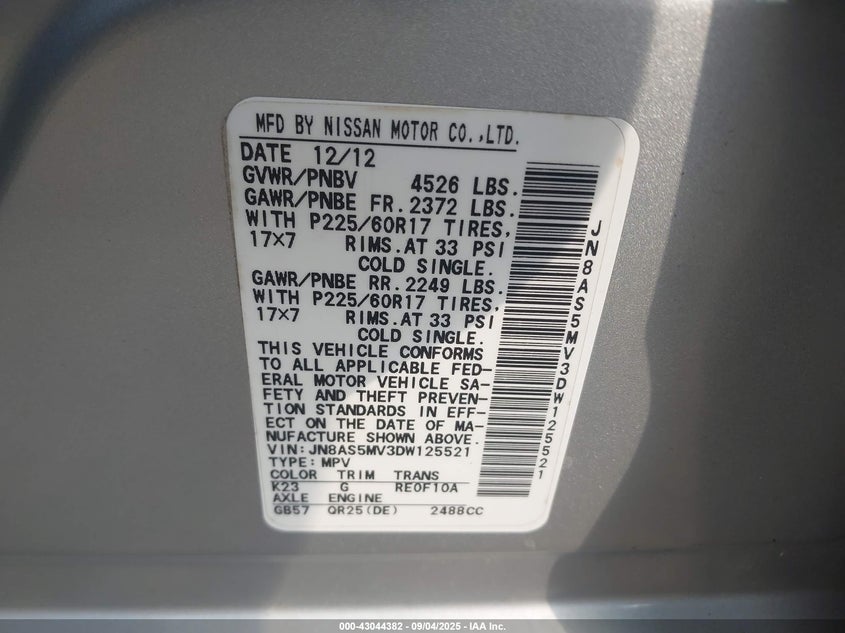 MFD BY NISSAN MOTOR CO.,LTD.
DATE 12/12
GVWR/PNBV 4526 LBS.
GAWR/PNBE FR. 2372 LBS.
WITH P225/60R17 TIRES,
17×7 RIMS.AT 33 PSI
COLD SINGLE.
GAWR/PNBE RR. 2249 LBS.
WITH P225/60R17 TIRES,
17×7 RIMS.AT 33 PSI
COLD SINGLE.
THIS VEHICLE CONFORMS
TO ALL APPLICABLE FED-
ERAL MOTOR VEHICLE SA-
FETY AND THEFT PREVEN-
TION STANDARDS IN EFF-
ECT ON THE DATE OF MA-
NUFACTURE SHOWN ABOVE.
VIN:JN8AS5MV3DW125521
TYPE:MPV
COLOR TRIM TRANS
K23 G RE0F10A
AXLE ENGINE
GB57 QR25(DE) 2488CC
JN8AS5MV3DW125521
000-43044382 - 09/04/2025 - IAA Inc.